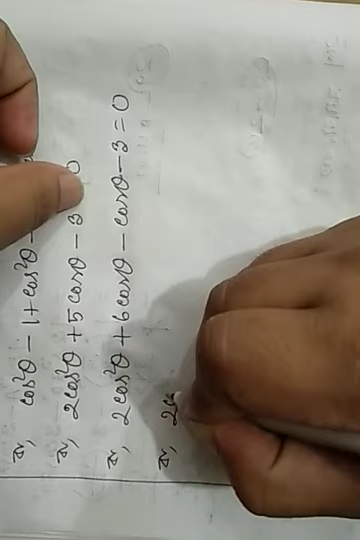 বা, cos²θ − 1 + cos²θ −
বা, 2cos²θ + 5cosθ − 3 = 0
বা, 2cos²θ + 6cosθ − cosθ − 3 = 0
বা, 2c